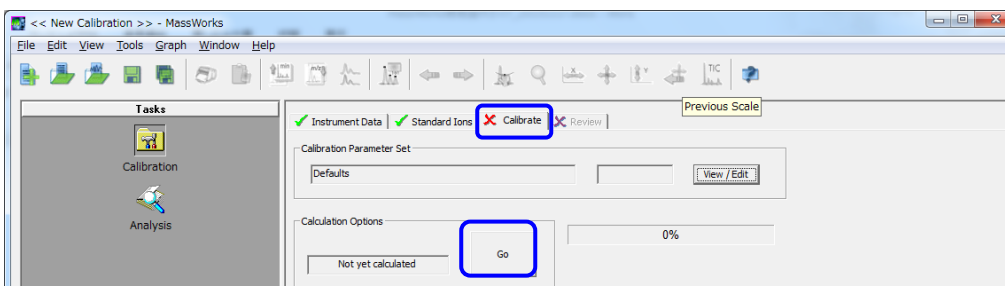 << New Calibration >> - MassWorks
File Edit View Tools Graph Window Help
TIC
Tasks
Previous Scale
Instrument Data Standard Ions Calibrate Review
Calibration Parameter Set
Calibration
Defaults
View / Edit
Analysis
Calculation Options
0%
Go
Not yet calculated